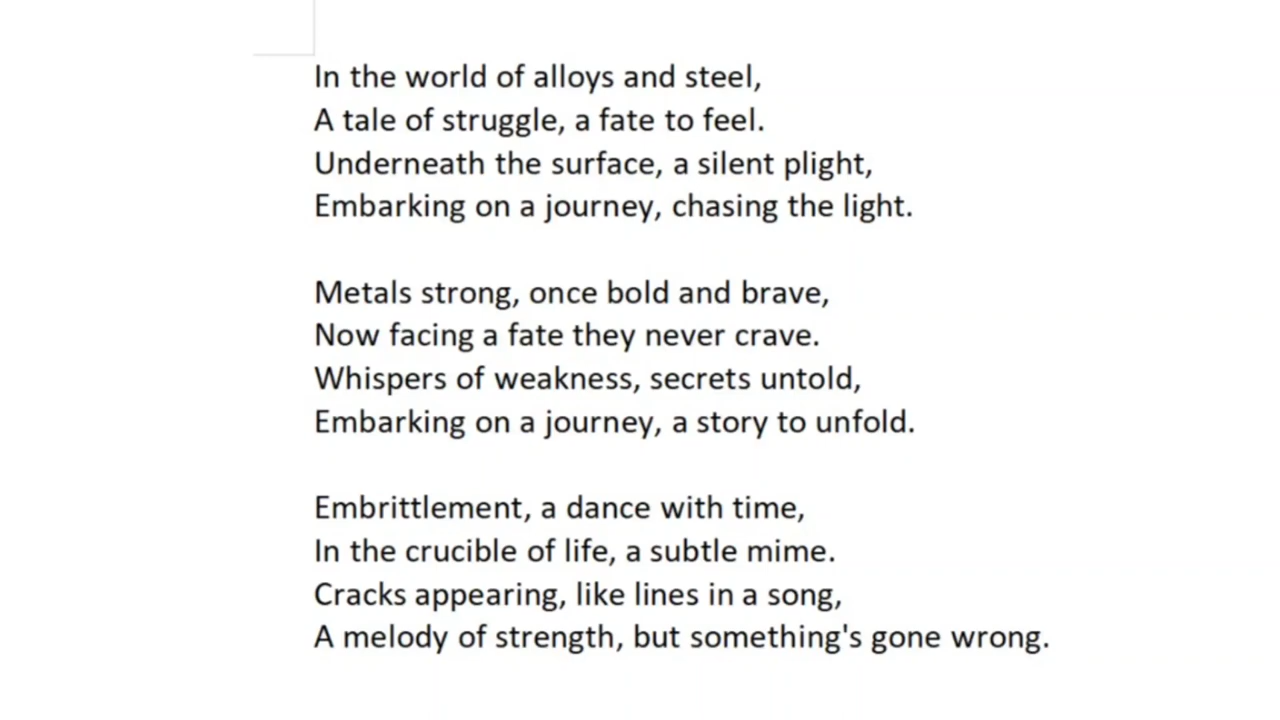 In the world of alloys and steel,
A tale of struggle, a fate to feel.
Underneath the surface, a silent plight,
Embarking on a journey, chasing the light.
Metals strong, once bold and brave,
Now facing a fate they never crave.
Whispers of weakness, secrets untold,
Embarking on a journey, a story to unfold.
Embrittlement, a dance with time,
In the crucible of life, a subtle mime.
Cracks appearing, like lines in a song,
A melody of strength, but something's gone wrong.